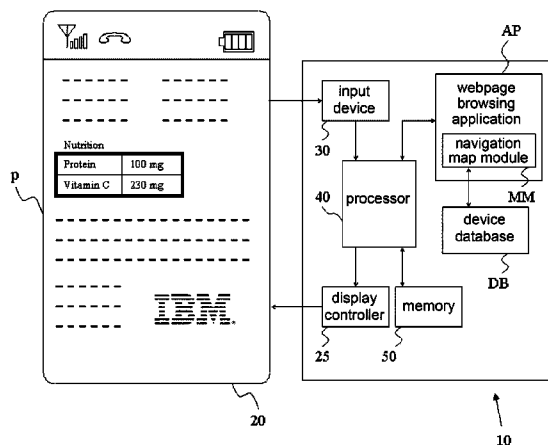 AP
webpage
browsing
application
navigation
map module
MM
input
device
30
processor
40
device
database
DB
display
controller
25
memory
50
10
Nutrition
Protein 100 mg
Vitamin C 230 mg
P
IBM.
20